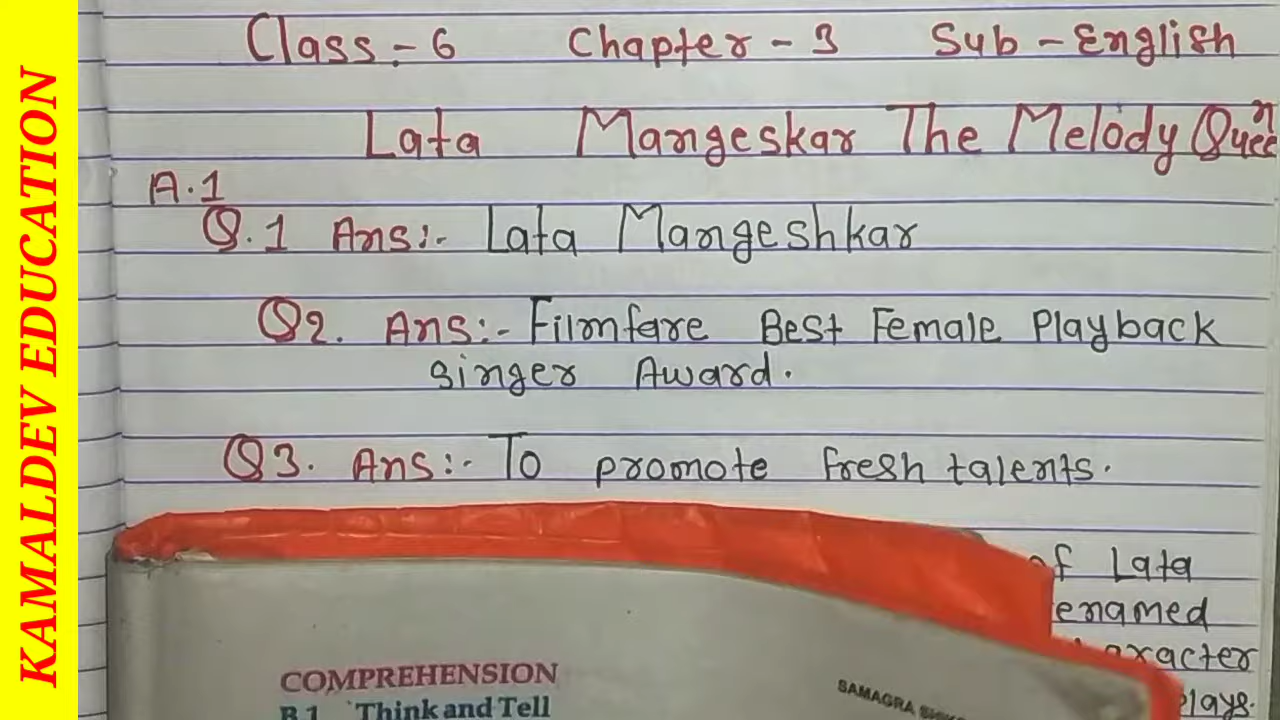 KAMALDEV EDUCATION
Class - 6 Chapter - 3 Sub - English
Lata Mangeskar The Melody Queen
A.1
Q.1 Ans:- Lata Mangeshkar
Q2. Ans:- Filmfare Best Female Playback
singer Award.
Q3. Ans:- To promote fresh talents.
of Lata
enamed
aracter
plays.
COMPREHENSION
B.1 Think and Tell
SAMAGRA